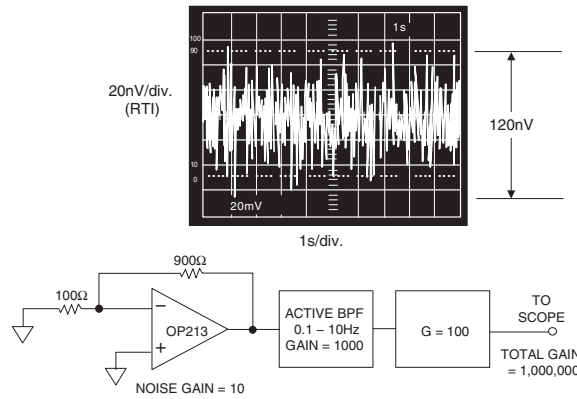 1s
100
90
20nV/div.
(RTI)
120nV
10
0
20mV
1s/div.
900Ω
100Ω
−
OP213
+
NOISE GAIN = 10
ACTIVE BPF
0.1 – 10Hz
GAIN = 1000
G = 100
TO
SCOPE
TOTAL GAIN
= 1,000,000